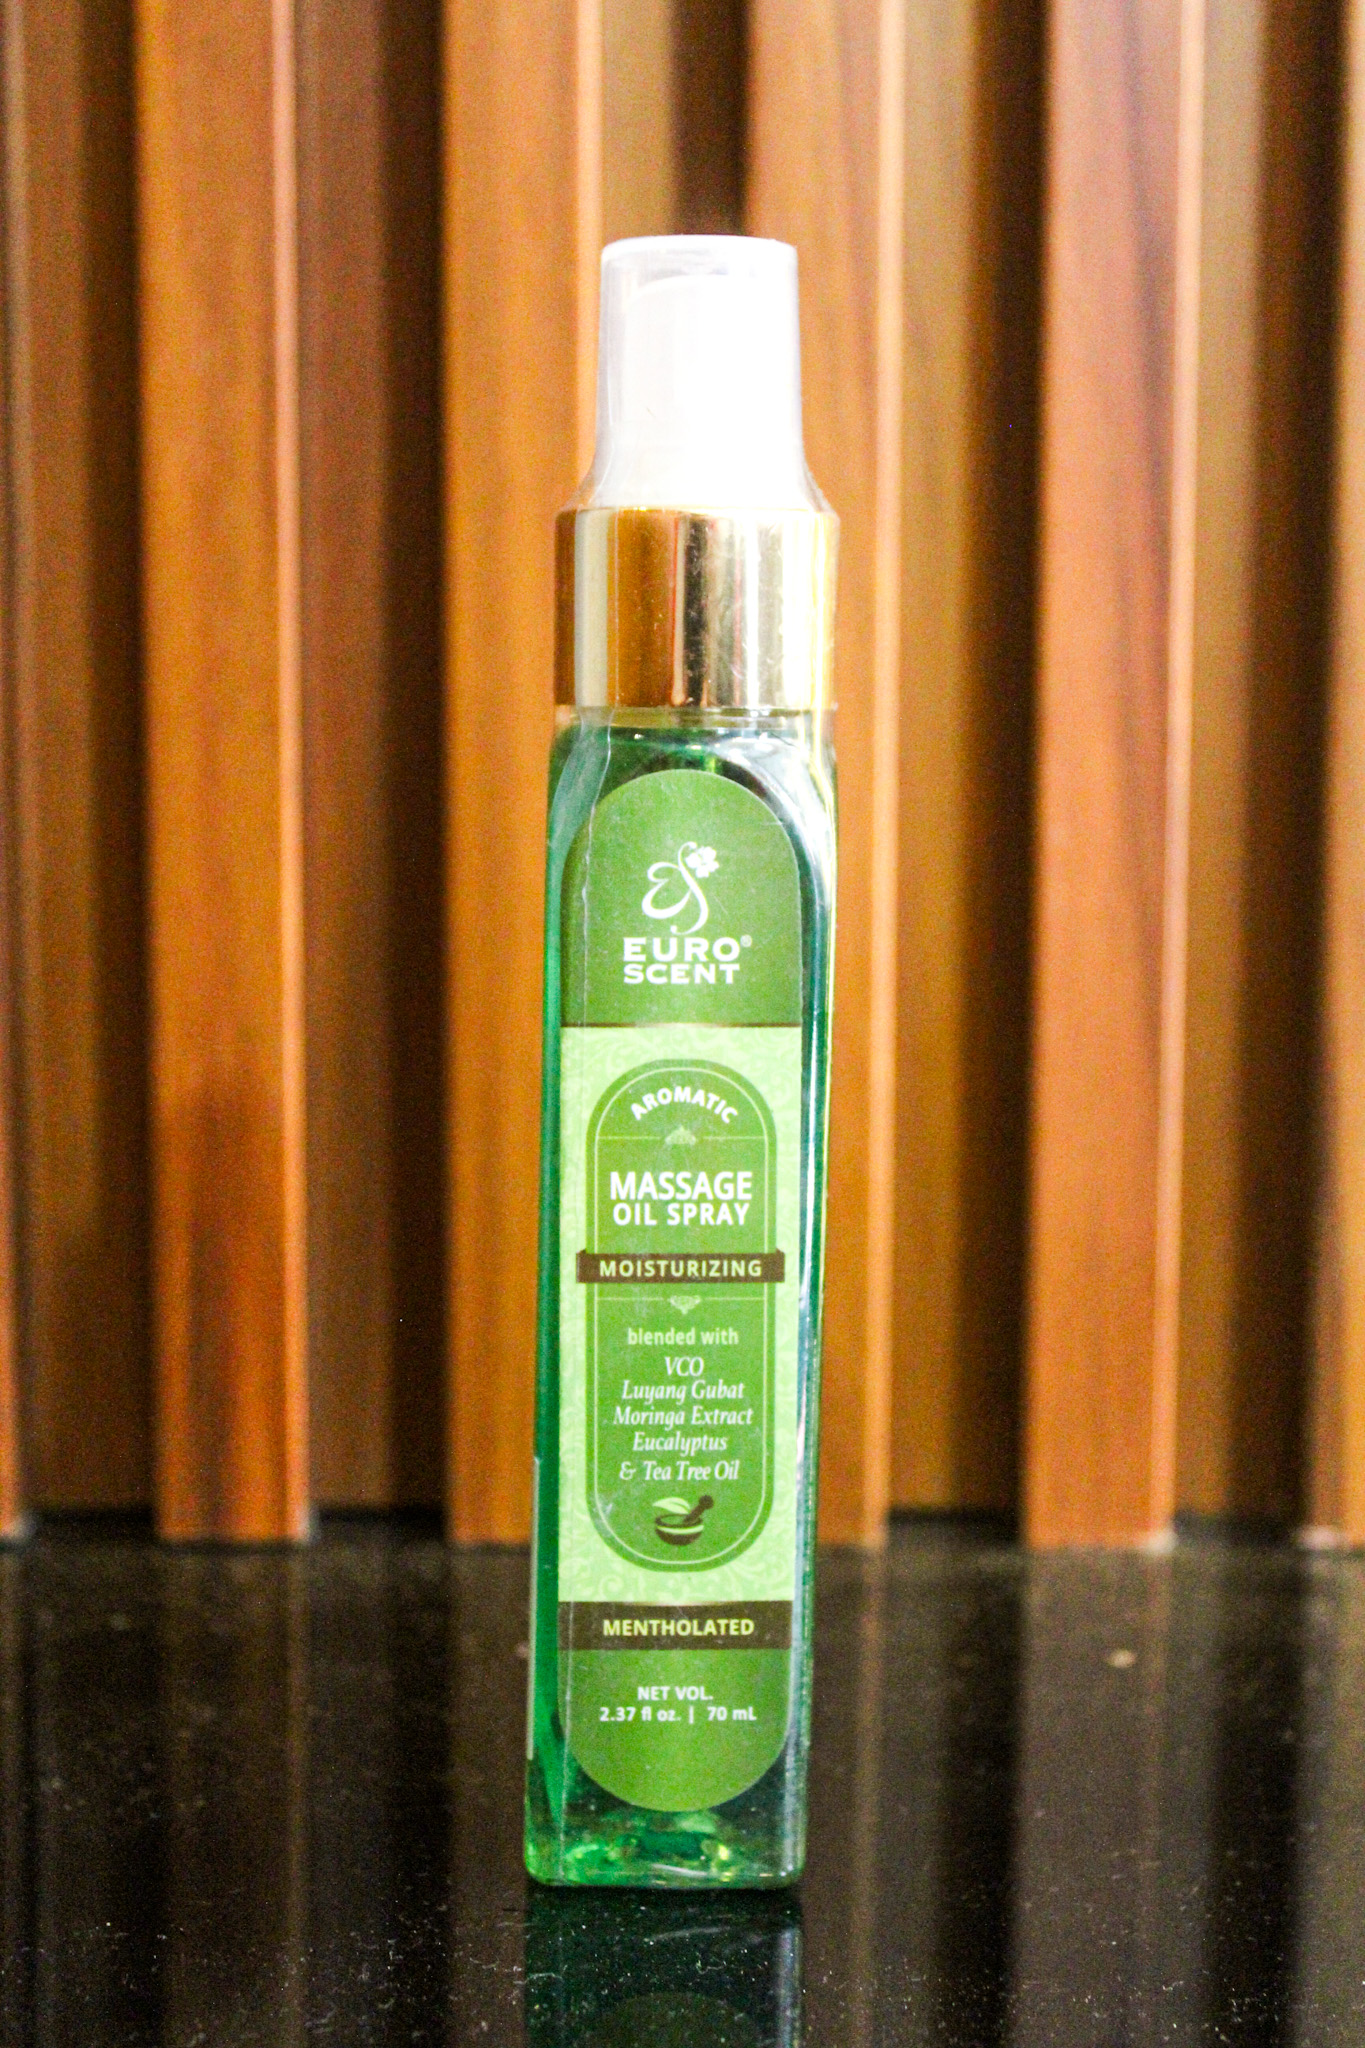 EURO®
SCENT
AROMATIC
MASSAGE
OIL SPRAY
MOISTURIZING
blended with
VCO
Luyang Gubat
Moringa Extract
Eucalyptus
& Tea Tree Oil
MENTHOLATED
NET VOL.
2.37 fl oz. | 70 mL